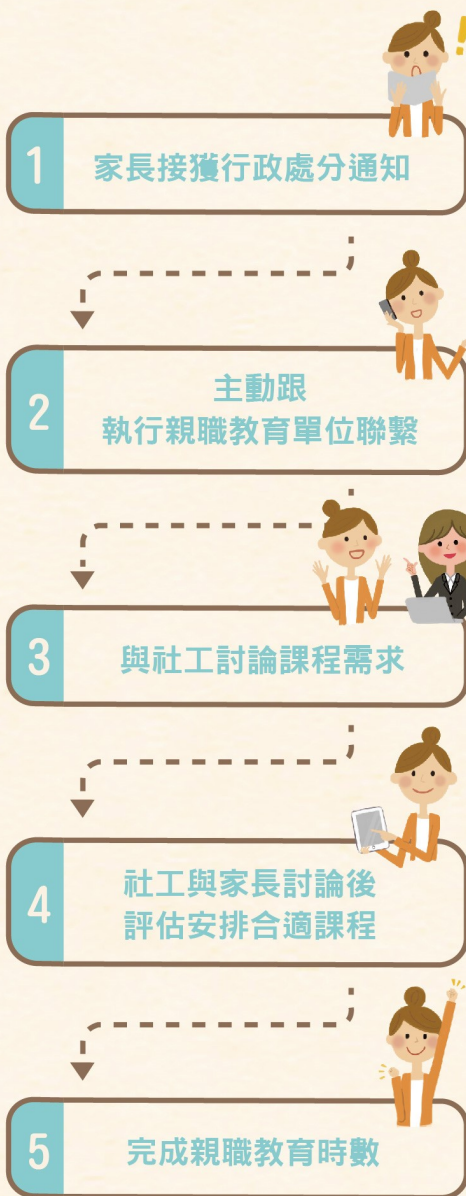 1
家長接獲行政處分通知
2
主動跟
執行親職教育單位聯繫
3
與社工討論課程需求
4
社工與家長討論後
評估安排合適課程
5
完成親職教育時數